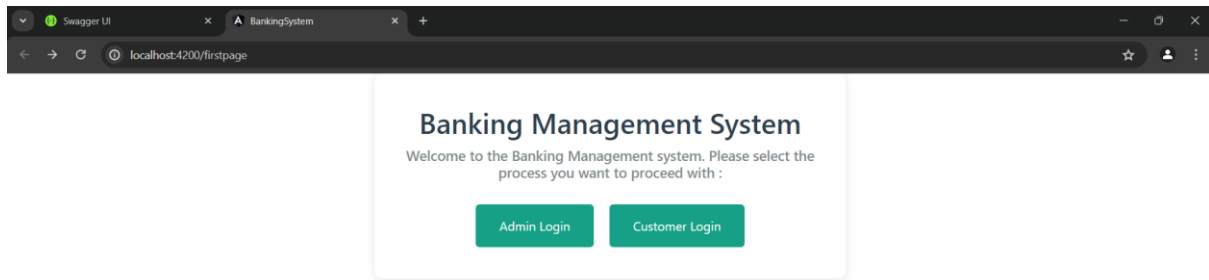 Swagger UI
BankingSystem
localhost:4200/firstpage
Banking Management System
Welcome to the Banking Management system. Please select the
process you want to proceed with :
Admin Login
Customer Login